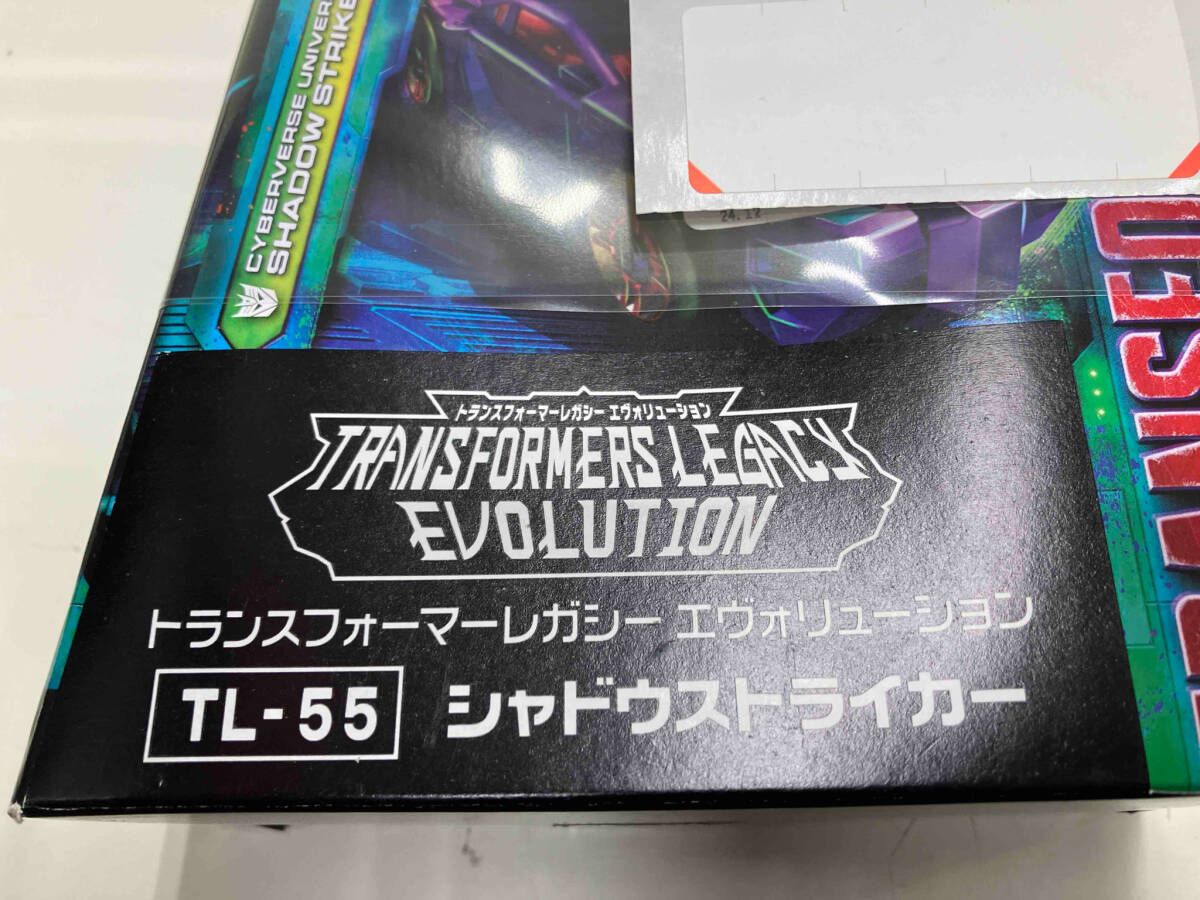 CYBERVERSE UNIVER
SHADOW STRIKE
24.12
トランスフォーマーレガシー エヴォリューション
TRANSFORMERS LEGACY
EVOLUTION
トランスフォーマーレガシー エヴォリューション
TL-55 シャドウストライカー